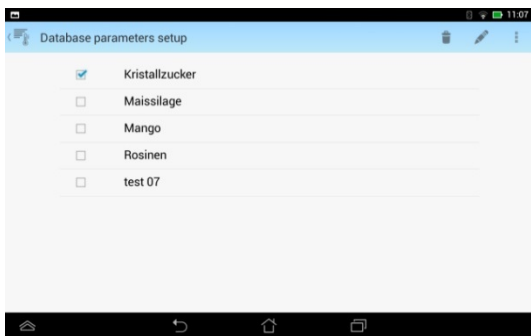 11:07
Database parameters setup
Kristallzucker
Maissilage
Mango
Rosinen
test 07